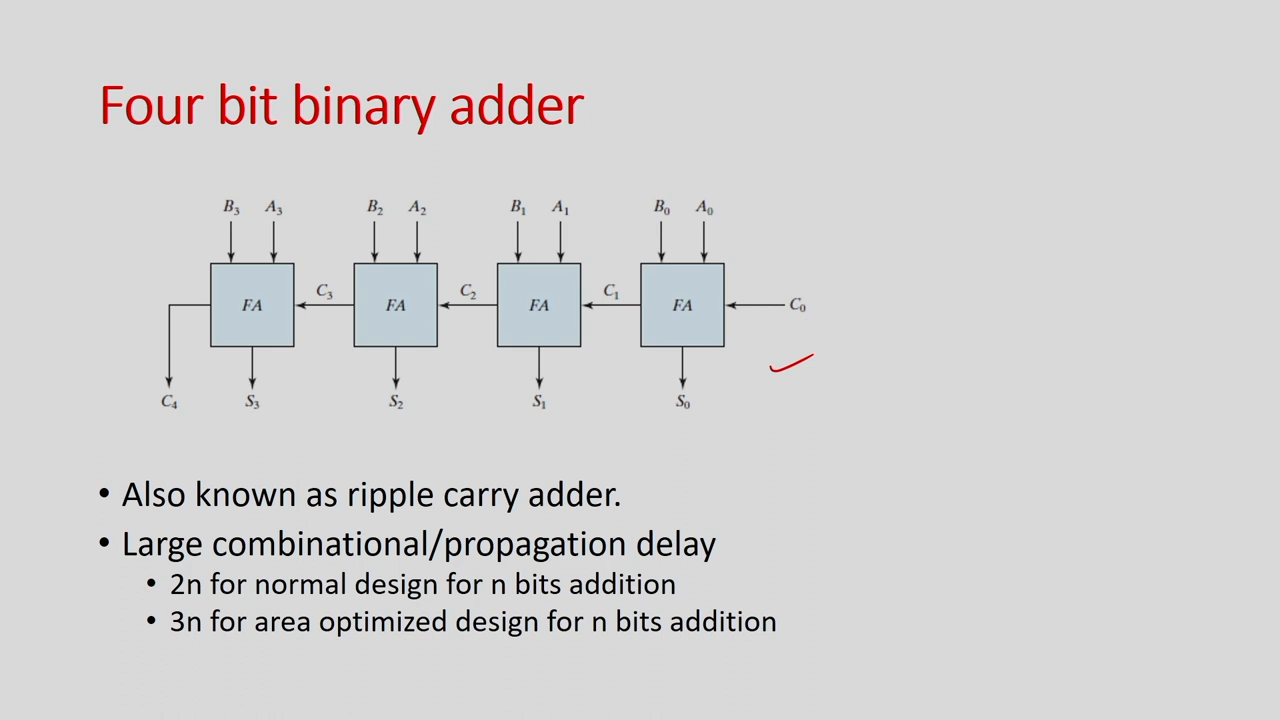 Four bit binary adder
B₃ A₃ B₂ A₂ B₁ A₁ B₀ A₀
FA C₃ FA C₂ FA C₁ FA C₀
C₄ S₃ S₂ S₁ S₀
• Also known as ripple carry adder.
• Large combinational/propagation delay
• 2n for normal design for n bits addition
• 3n for area optimized design for n bits addition